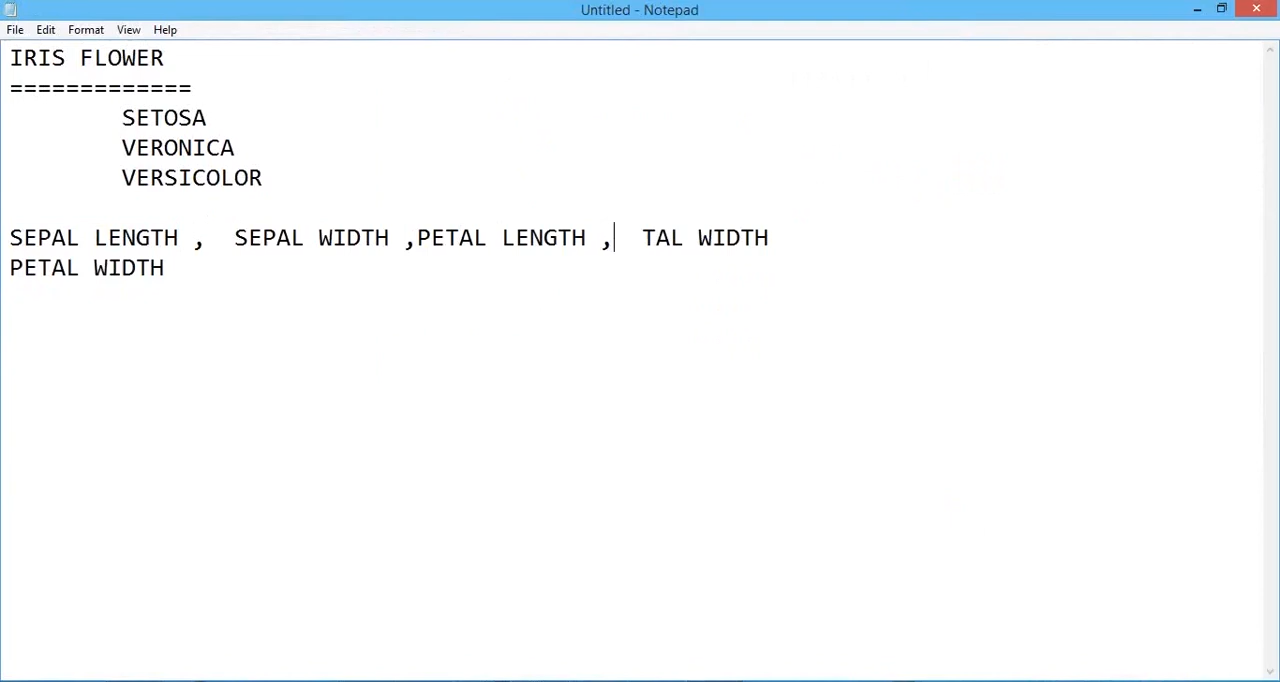 Untitled - Notepad
File Edit Format View Help
IRIS FLOWER
=============
SETOSA
VERONICA
VERSICOLOR
SEPAL LENGTH ,  SEPAL WIDTH ,PETAL LENGTH ,  TAL WIDTH
PETAL WIDTH